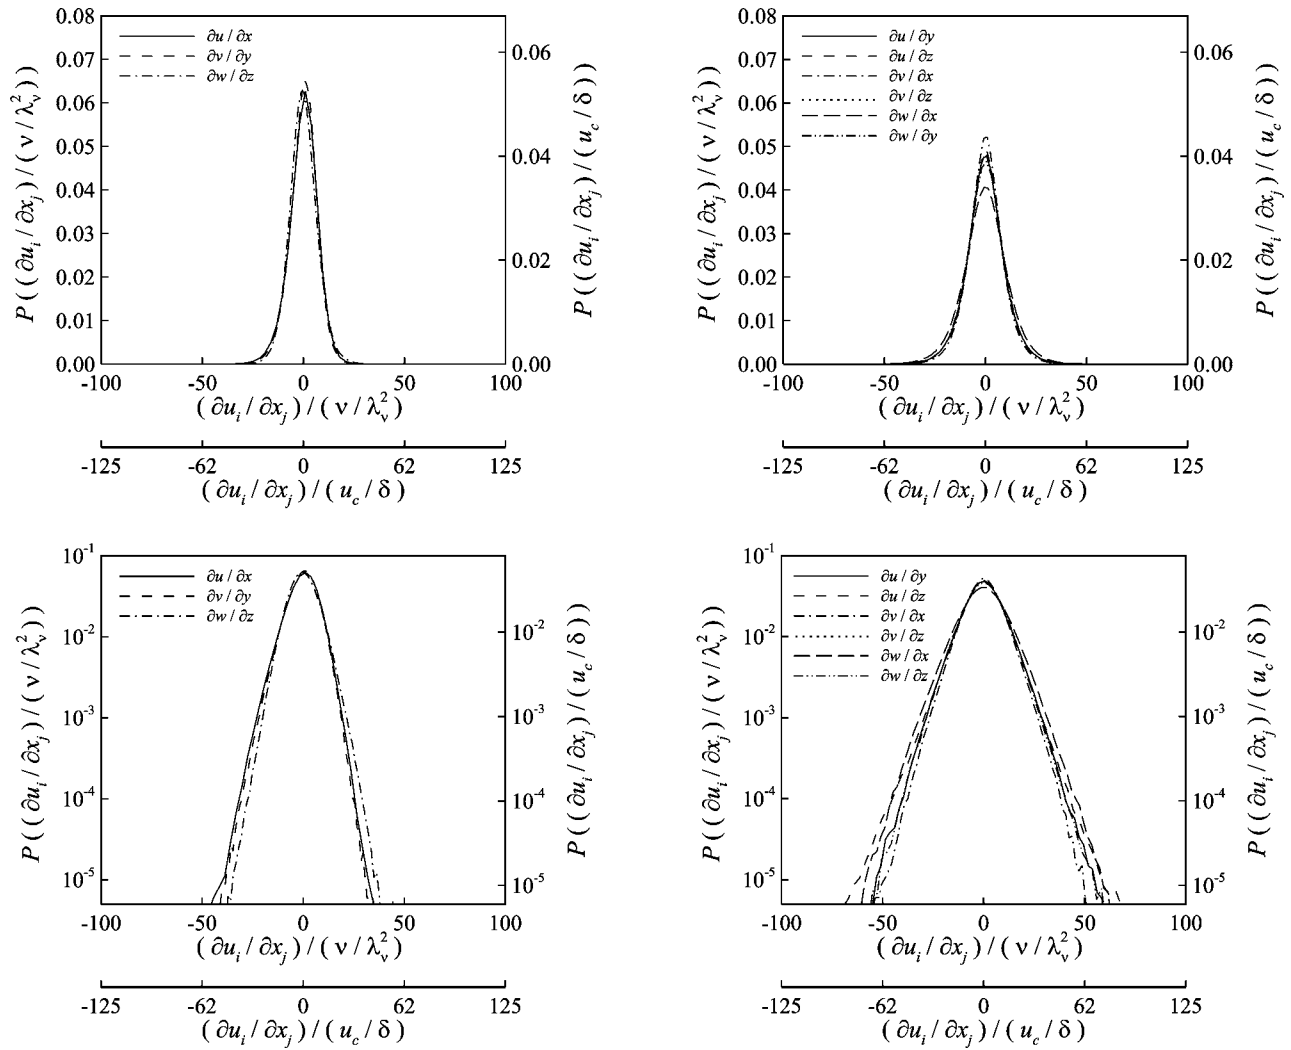 0.08
0.07
0.06
0.05
0.04
0.03
0.02
0.01
0.00
P((∂u_i/∂x_j)/(ν/λ_ν^2))
∂u/∂x
∂v/∂y
∂w/∂z
0.06
0.04
0.02
0.00
P((∂u_i/∂x_j)/(u_c/δ))
-100 -50 0 50 100
(∂u_i/∂x_j)/(ν/λ_ν^2)
-125 -62 0 62 125
(∂u_i/∂x_j)/(u_c/δ)
0.08
0.07
0.06
0.05
0.04
0.03
0.02
0.01
0.00
P((∂u_i/∂x_j)/(ν/λ_ν^2))
∂u/∂y
∂u/∂z
∂v/∂x
∂v/∂z
∂w/∂x
∂w/∂y
0.06
0.04
0.02
0.00
P((∂u_i/∂x_j)/(u_c/δ))
-100 -50 0 50 100
(∂u_i/∂x_j)/(ν/λ_ν^2)
-125 -62 0 62 125
(∂u_i/∂x_j)/(u_c/δ)
10^-1
10^-2
10^-3
10^-4
10^-5
P((∂u_i/∂x_j)/(ν/λ_ν^2))
∂u/∂x
∂v/∂y
∂w/∂z
10^-2
10^-3
10^-4
10^-5
P((∂u_i/∂x_j)/(u_c/δ))
-100 -50 0 50 100
(∂u_i/∂x_j)/(ν/λ_ν^2)
-125 -62 0 62 125
(∂u_i/∂x_j)/(u_c/δ)
10^-1
10^-2
10^-3
10^-4
10^-5
P((∂u_i/∂x_j)/(ν/λ_ν^2))
∂u/∂y
∂u/∂z
∂v/∂x
∂v/∂z
∂w/∂x
∂w/∂z
10^-2
10^-3
10^-4
10^-5
P((∂u_i/∂x_j)/(u_c/δ))
-100 -50 0 50 100
(∂u_i/∂x_j)/(ν/λ_ν^2)
-125 -62 0 62 125
(∂u_i/∂x_j)/(u_c/δ)